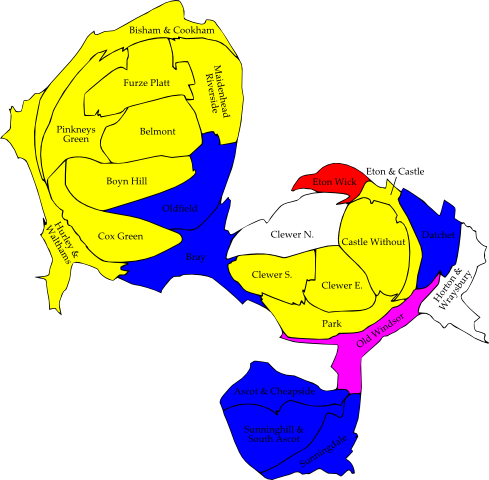 Bisham & Cookham
Furze Platt
Maidenhead
Riverside
Pinkneys
Green
Belmont
Boyn Hill
Oldfield
Hurley &
Walthams
Cox Green
Bray
Eton Wick
Eton & Castle
Clewer N.
Castle Without
Datchet
Clewer S.
Clewer E.
Horton &
Wraysbury
Park
Old Windsor
Ascot & Cheapside
Sunninghill &
South Ascot
Sunningdale